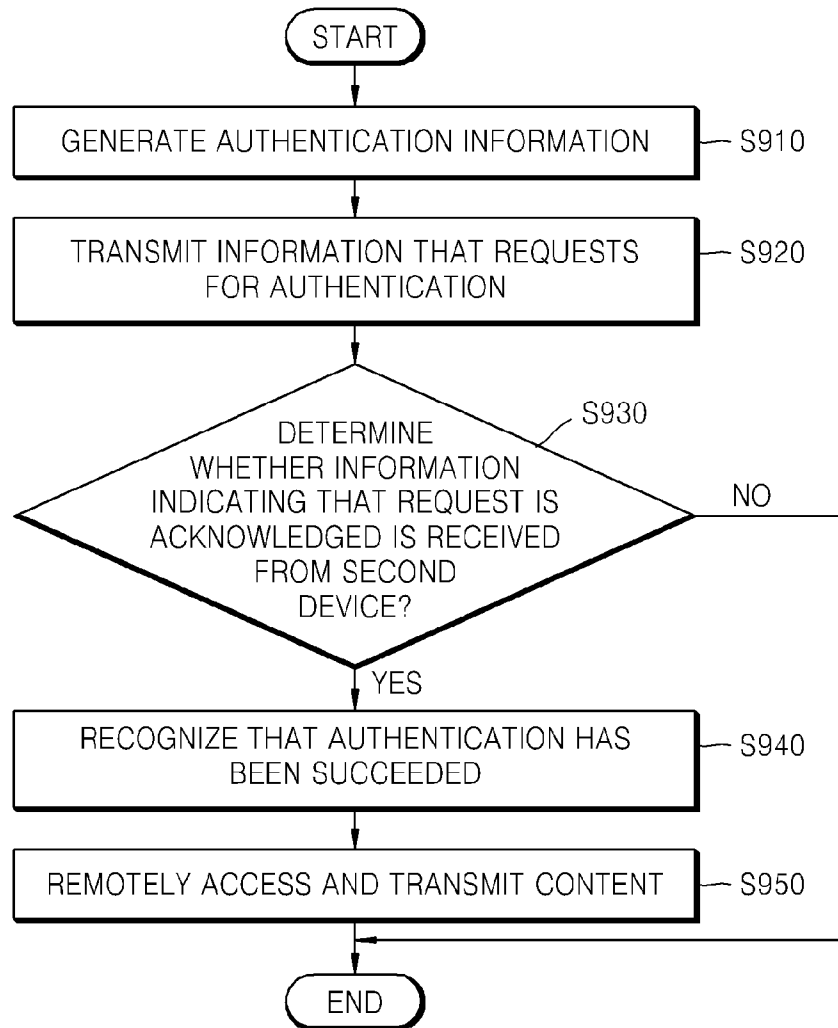 START
GENERATE AUTHENTICATION INFORMATION
S910
TRANSMIT INFORMATION THAT REQUESTS
FOR AUTHENTICATION
S920
S930
DETERMINE
WHETHER INFORMATION
INDICATING THAT REQUEST IS
ACKNOWLEDGED IS RECEIVED
FROM SECOND
DEVICE?
NO
YES
RECOGNIZE THAT AUTHENTICATION HAS
BEEN SUCCEEDED
S940
REMOTELY ACCESS AND TRANSMIT CONTENT
S950
END